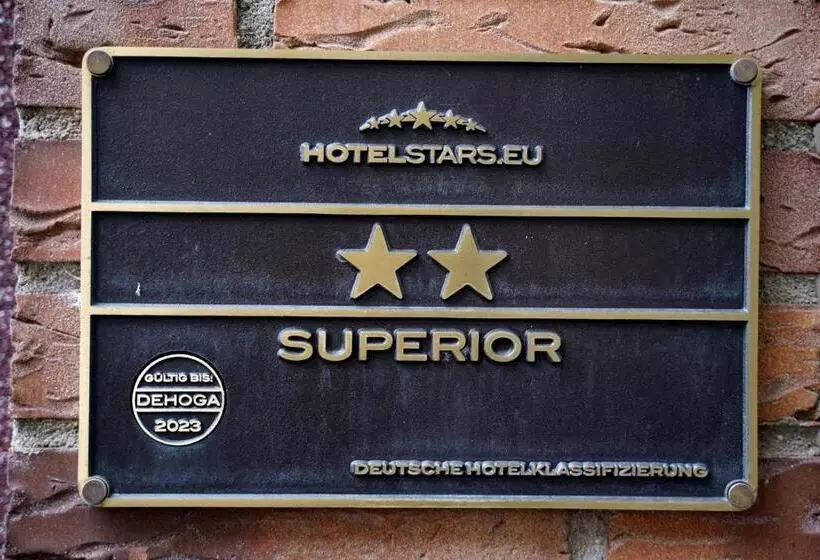 HOTELSTARS.EU
SUPERIOR
GÜLTIG BIS:
DEHOGA
2023
DEUTSCHE HOTELKLASSIFIZIERUNG